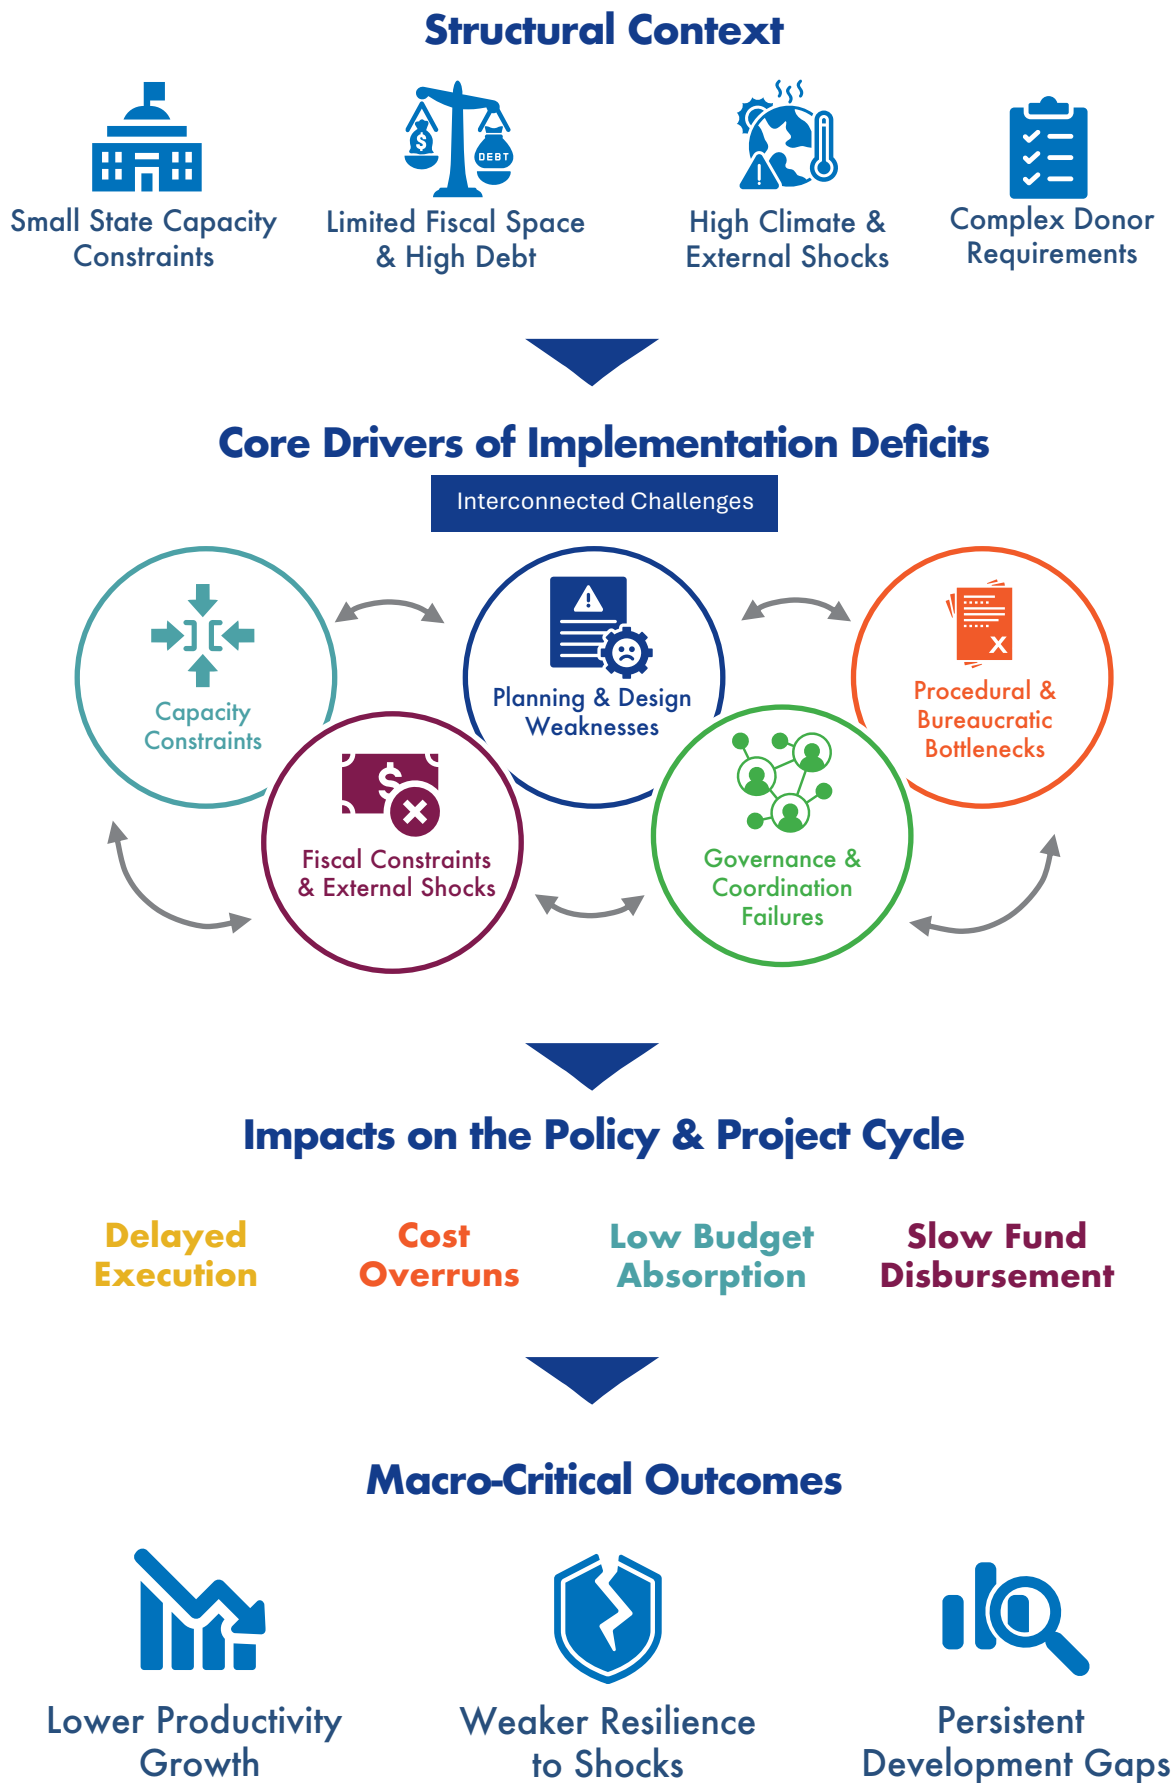 Structural Context
Small State Capacity
Constraints
Limited Fiscal Space
& High Debt
High Climate &
External Shocks
Complex Donor
Requirements
$
DEBT
Core Drivers of Implementation Deficits
Interconnected Challenges
Capacity
Constraints
Planning & Design
Weaknesses
X
Procedural &
Bureaucratic
Bottlenecks
$
Fiscal Constraints
& External Shocks
Governance &
Coordination
Failures
Impacts on the Policy & Project Cycle
Delayed
Execution
Cost
Overruns
Low Budget
Absorption
Slow Fund
Disbursement
Macro-Critical Outcomes
Lower Productivity
Growth
Weaker Resilience
to Shocks
Persistent
Development Gaps